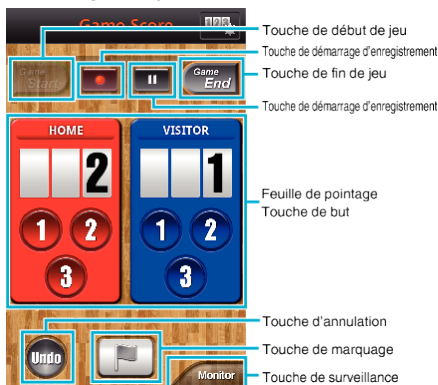 Game Score
123
Touche de début de jeu
Touche de démarrage d'enregistrement
Game Start
Game End
Touche de fin de jeu
Touche de démarrage d'enregistrement
HOME
VISITOR
2
1
Feuille de pointage
Touche de but
1 2
1 2
3
3
Touche d'annulation
Undo
Touche de marquage
Monitor
Touche de surveillance